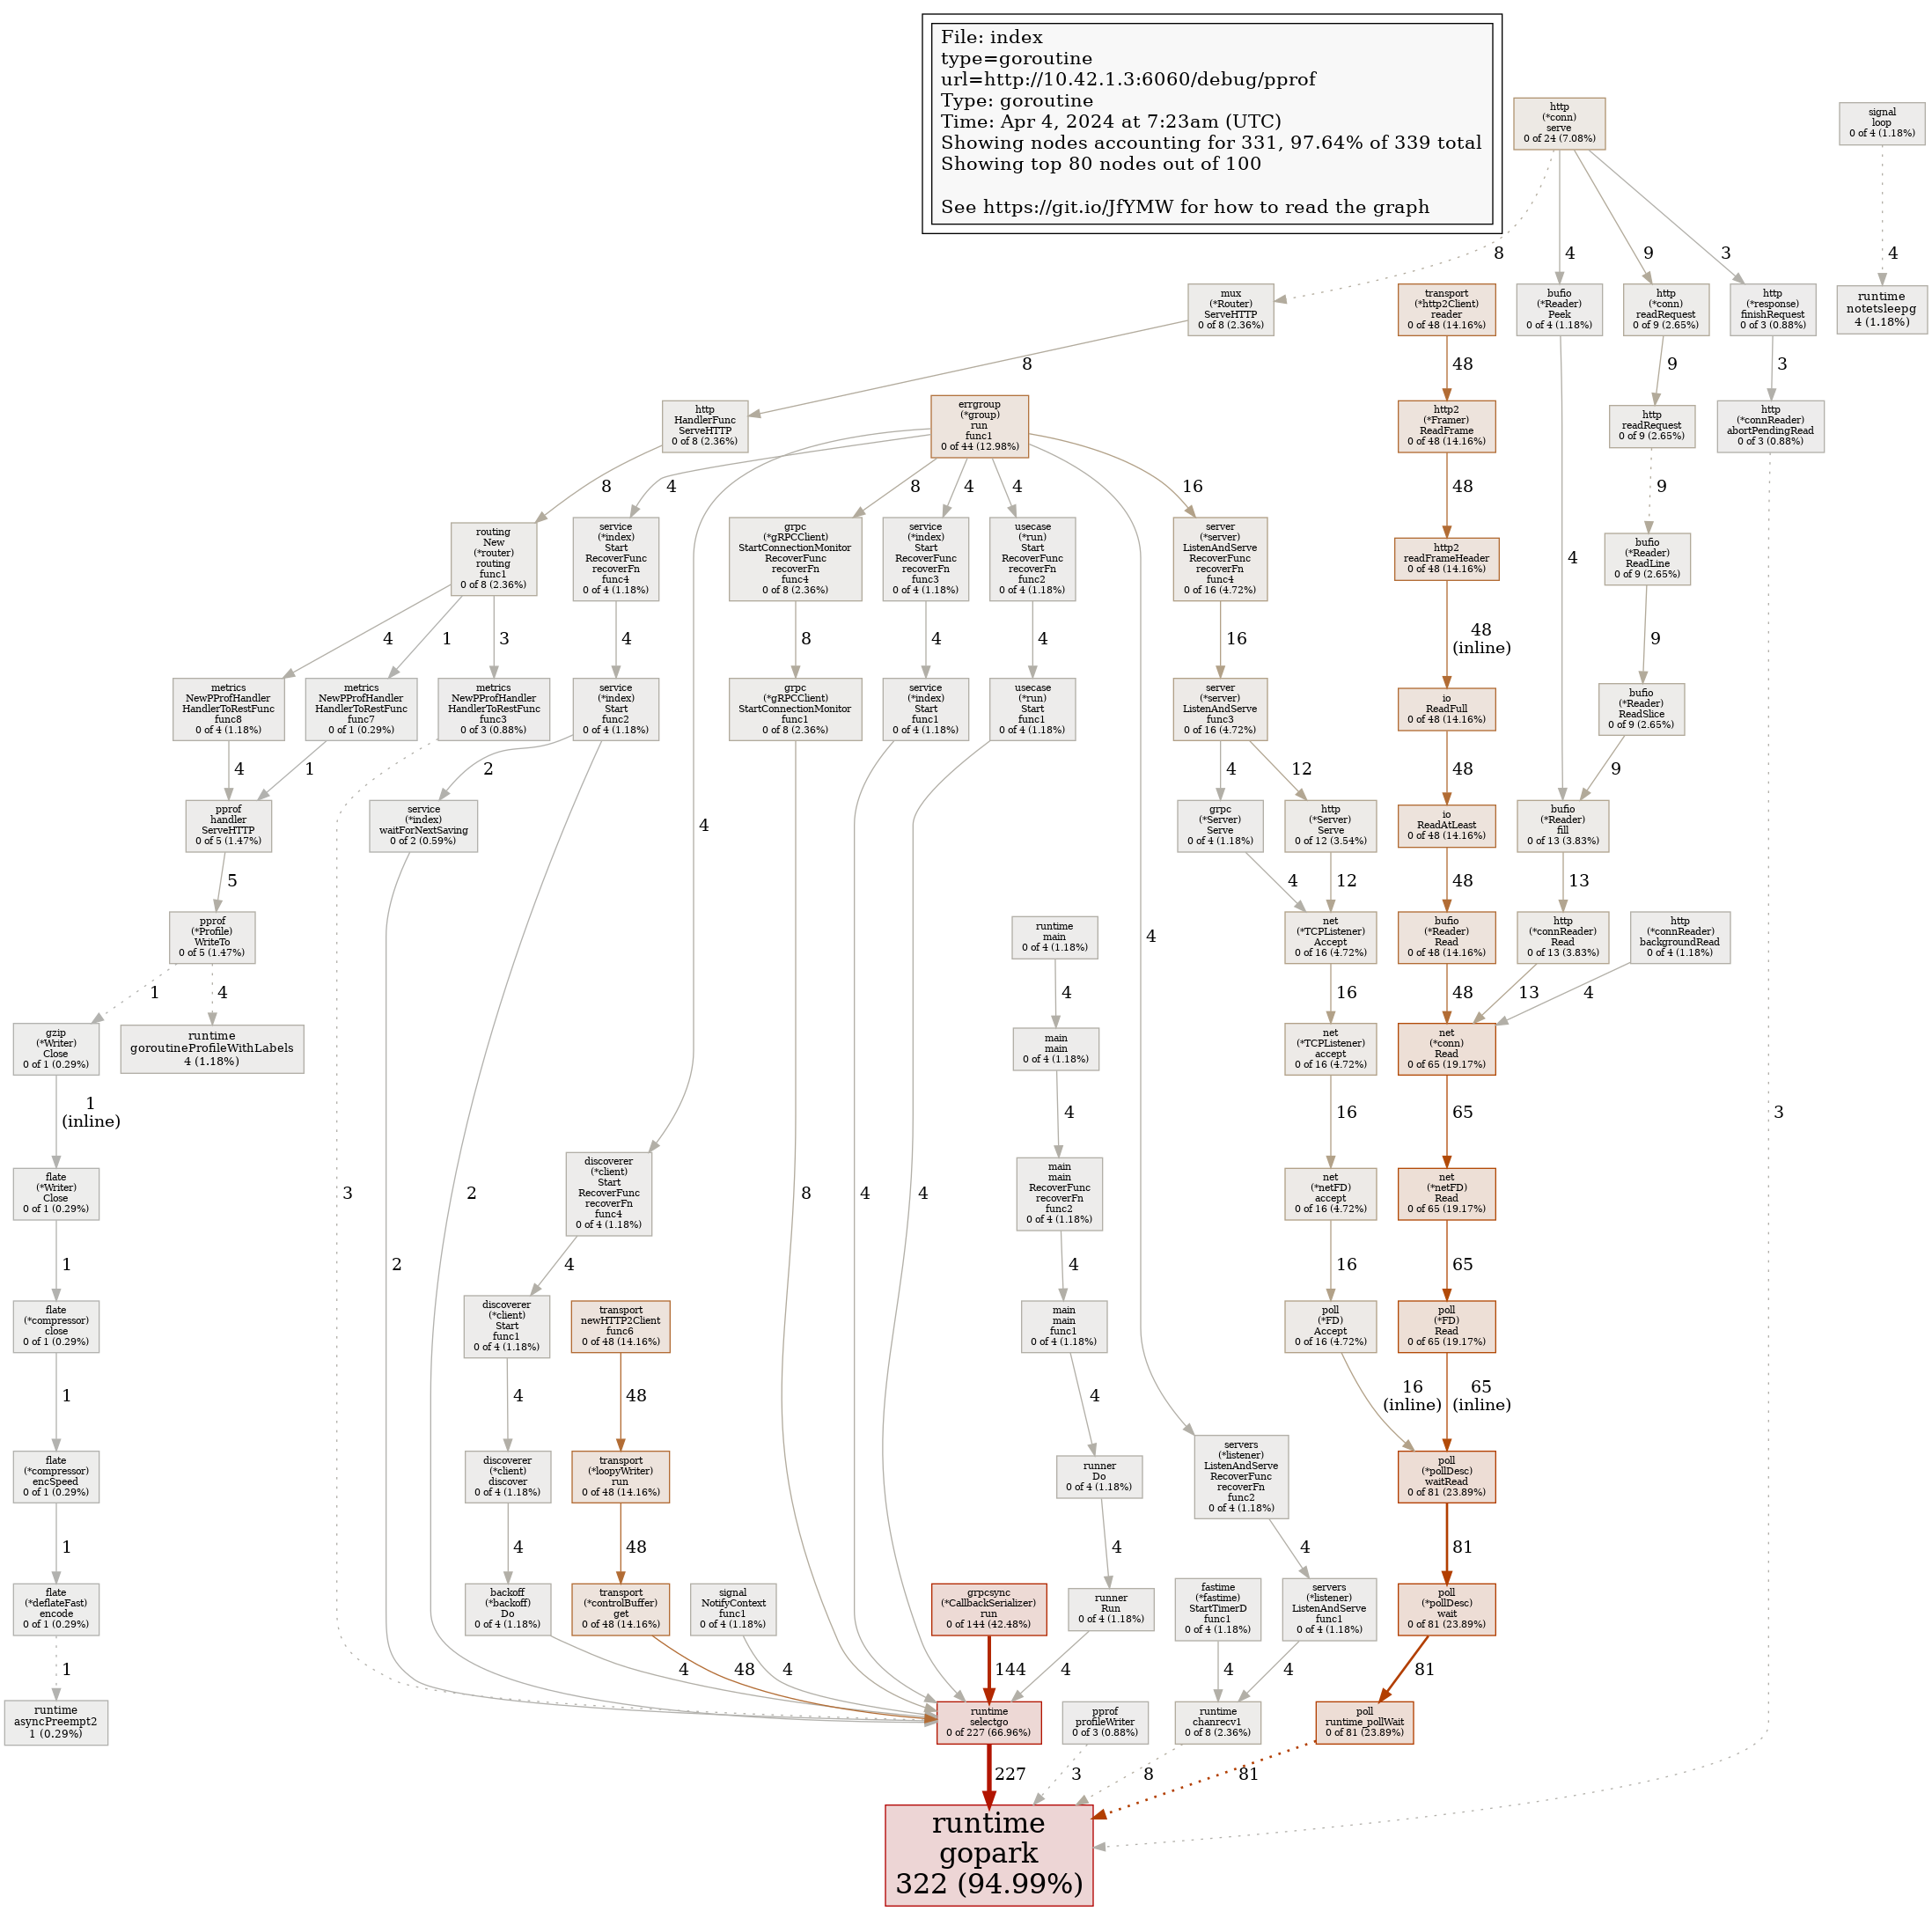 File: index
type=goroutine
url=http://10.42.1.3:6060/debug/pprof
Type: goroutine
Time: Apr 4, 2024 at 7:23am (UTC)
Showing nodes accounting for 331, 97.64% of 339 total
Showing top 80 nodes out of 100
See https://git.io/JfYMW for how to read the graph
http
(*conn)
serve
0 of 24 (7.08%)
signal
loop
0 of 4 (1.18%)
8
4
9
3
4
mux
(*Router)
ServeHTTP
0 of 8 (2.36%)
transport
(*http2Client)
reader
0 of 48 (14.16%)
bufio
(*Reader)
Peek
0 of 4 (1.18%)
http
(*conn)
readRequest
0 of 9 (2.65%)
http
(*response)
finishRequest
0 of 3 (0.88%)
runtime
notetsleepg
4 (1.18%)
8
48
9
3
http
HandlerFunc
ServeHTTP
0 of 8 (2.36%)
errgroup
(*group)
run
func1
0 of 44 (12.98%)
http2
(*Framer)
ReadFrame
0 of 48 (14.16%)
http
readRequest
0 of 9 (2.65%)
http
(*connReader)
abortPendingRead
0 of 3 (0.88%)
8
4
8
4
4
16
48
9
routing
New
(*router)
routing
func1
0 of 8 (2.36%)
service
(*index)
Start
RecoverFunc
recoverFn
func4
0 of 4 (1.18%)
grpc
(*gRPCClient)
StartConnectionMonitor
RecoverFunc
recoverFn
func4
0 of 8 (2.36%)
service
(*index)
Start
RecoverFunc
recoverFn
func3
0 of 4 (1.18%)
usecase
(*run)
Start
RecoverFunc
recoverFn
func2
0 of 4 (1.18%)
server
(*server)
ListenAndServe
RecoverFunc
recoverFn
func4
0 of 16 (4.72%)
http2
readFrameHeader
0 of 48 (14.16%)
bufio
(*Reader)
ReadLine
0 of 9 (2.65%)
4
4
1
3
4
8
4
4
16
48
(inline)
9
metrics
NewPProfHandler
HandlerToRestFunc
func8
0 of 4 (1.18%)
metrics
NewPProfHandler
HandlerToRestFunc
func7
0 of 1 (0.29%)
metrics
NewPProfHandler
HandlerToRestFunc
func3
0 of 3 (0.88%)
service
(*index)
Start
func2
0 of 4 (1.18%)
grpc
(*gRPCClient)
StartConnectionMonitor
func1
0 of 8 (2.36%)
service
(*index)
Start
func1
0 of 4 (1.18%)
usecase
(*run)
Start
func1
0 of 4 (1.18%)
server
(*server)
ListenAndServe
func3
0 of 16 (4.72%)
io
ReadFull
0 of 48 (14.16%)
bufio
(*Reader)
ReadSlice
0 of 9 (2.65%)
4
1
2
4
12
48
9
pprof
handler
ServeHTTP
0 of 5 (1.47%)
service
(*index)
waitForNextSaving
0 of 2 (0.59%)
4
grpc
(*Server)
Serve
0 of 4 (1.18%)
http
(*Server)
Serve
0 of 12 (3.54%)
io
ReadAtLeast
0 of 48 (14.16%)
bufio
(*Reader)
fill
0 of 13 (3.83%)
5
4
12
48
13
pprof
(*Profile)
WriteTo
0 of 5 (1.47%)
runtime
main
0 of 4 (1.18%)
4
net
(*TCPListener)
Accept
0 of 16 (4.72%)
bufio
(*Reader)
Read
0 of 48 (14.16%)
http
(*connReader)
Read
0 of 13 (3.83%)
http
(*connReader)
backgroundRead
0 of 4 (1.18%)
1
4
4
16
48
13
4
gzip
(*Writer)
Close
0 of 1 (0.29%)
runtime
goroutineProfileWithLabels
4 (1.18%)
main
main
0 of 4 (1.18%)
net
(*TCPListener)
accept
0 of 16 (4.72%)
net
(*conn)
Read
0 of 65 (19.17%)
1
(inline)
4
16
65
3
flate
(*Writer)
Close
0 of 1 (0.29%)
3
2
2
discoverer
(*client)
Start
RecoverFunc
recoverFn
func4
0 of 4 (1.18%)
8
4
4
main
main
RecoverFunc
recoverFn
func2
0 of 4 (1.18%)
net
(*netFD)
accept
0 of 16 (4.72%)
net
(*netFD)
Read
0 of 65 (19.17%)
1
4
4
16
65
flate
(*compressor)
close
0 of 1 (0.29%)
discoverer
(*client)
Start
func1
0 of 4 (1.18%)
transport
newHTTP2Client
func6
0 of 48 (14.16%)
main
main
func1
0 of 4 (1.18%)
poll
(*FD)
Accept
0 of 16 (4.72%)
poll
(*FD)
Read
0 of 65 (19.17%)
1
4
48
4
16
(inline)
65
(inline)
flate
(*compressor)
encSpeed
0 of 1 (0.29%)
discoverer
(*client)
discover
0 of 4 (1.18%)
transport
(*loopyWriter)
run
0 of 48 (14.16%)
runner
Do
0 of 4 (1.18%)
servers
(*listener)
ListenAndServe
RecoverFunc
recoverFn
func2
0 of 4 (1.18%)
poll
(*pollDesc)
waitRead
0 of 81 (23.89%)
1
4
48
4
4
81
flate
(*deflateFast)
encode
0 of 1 (0.29%)
backoff
(*backoff)
Do
0 of 4 (1.18%)
transport
(*controlBuffer)
get
0 of 48 (14.16%)
signal
NotifyContext
func1
0 of 4 (1.18%)
grpcsync
(*CallbackSerializer)
run
0 of 144 (42.48%)
runner
Run
0 of 4 (1.18%)
fastime
(*fastime)
StartTimerD
func1
0 of 4 (1.18%)
servers
(*listener)
ListenAndServe
func1
0 of 4 (1.18%)
poll
(*pollDesc)
wait
0 of 81 (23.89%)
1
4
48
4
144
4
4
4
81
runtime
asyncPreempt2
1 (0.29%)
runtime
selectgo
0 of 227 (66.96%)
pprof
profileWriter
0 of 3 (0.88%)
runtime
chanrecv1
0 of 8 (2.36%)
poll
runtime_pollWait
0 of 81 (23.89%)
227
3
8
81
runtime
gopark
322 (94.99%)